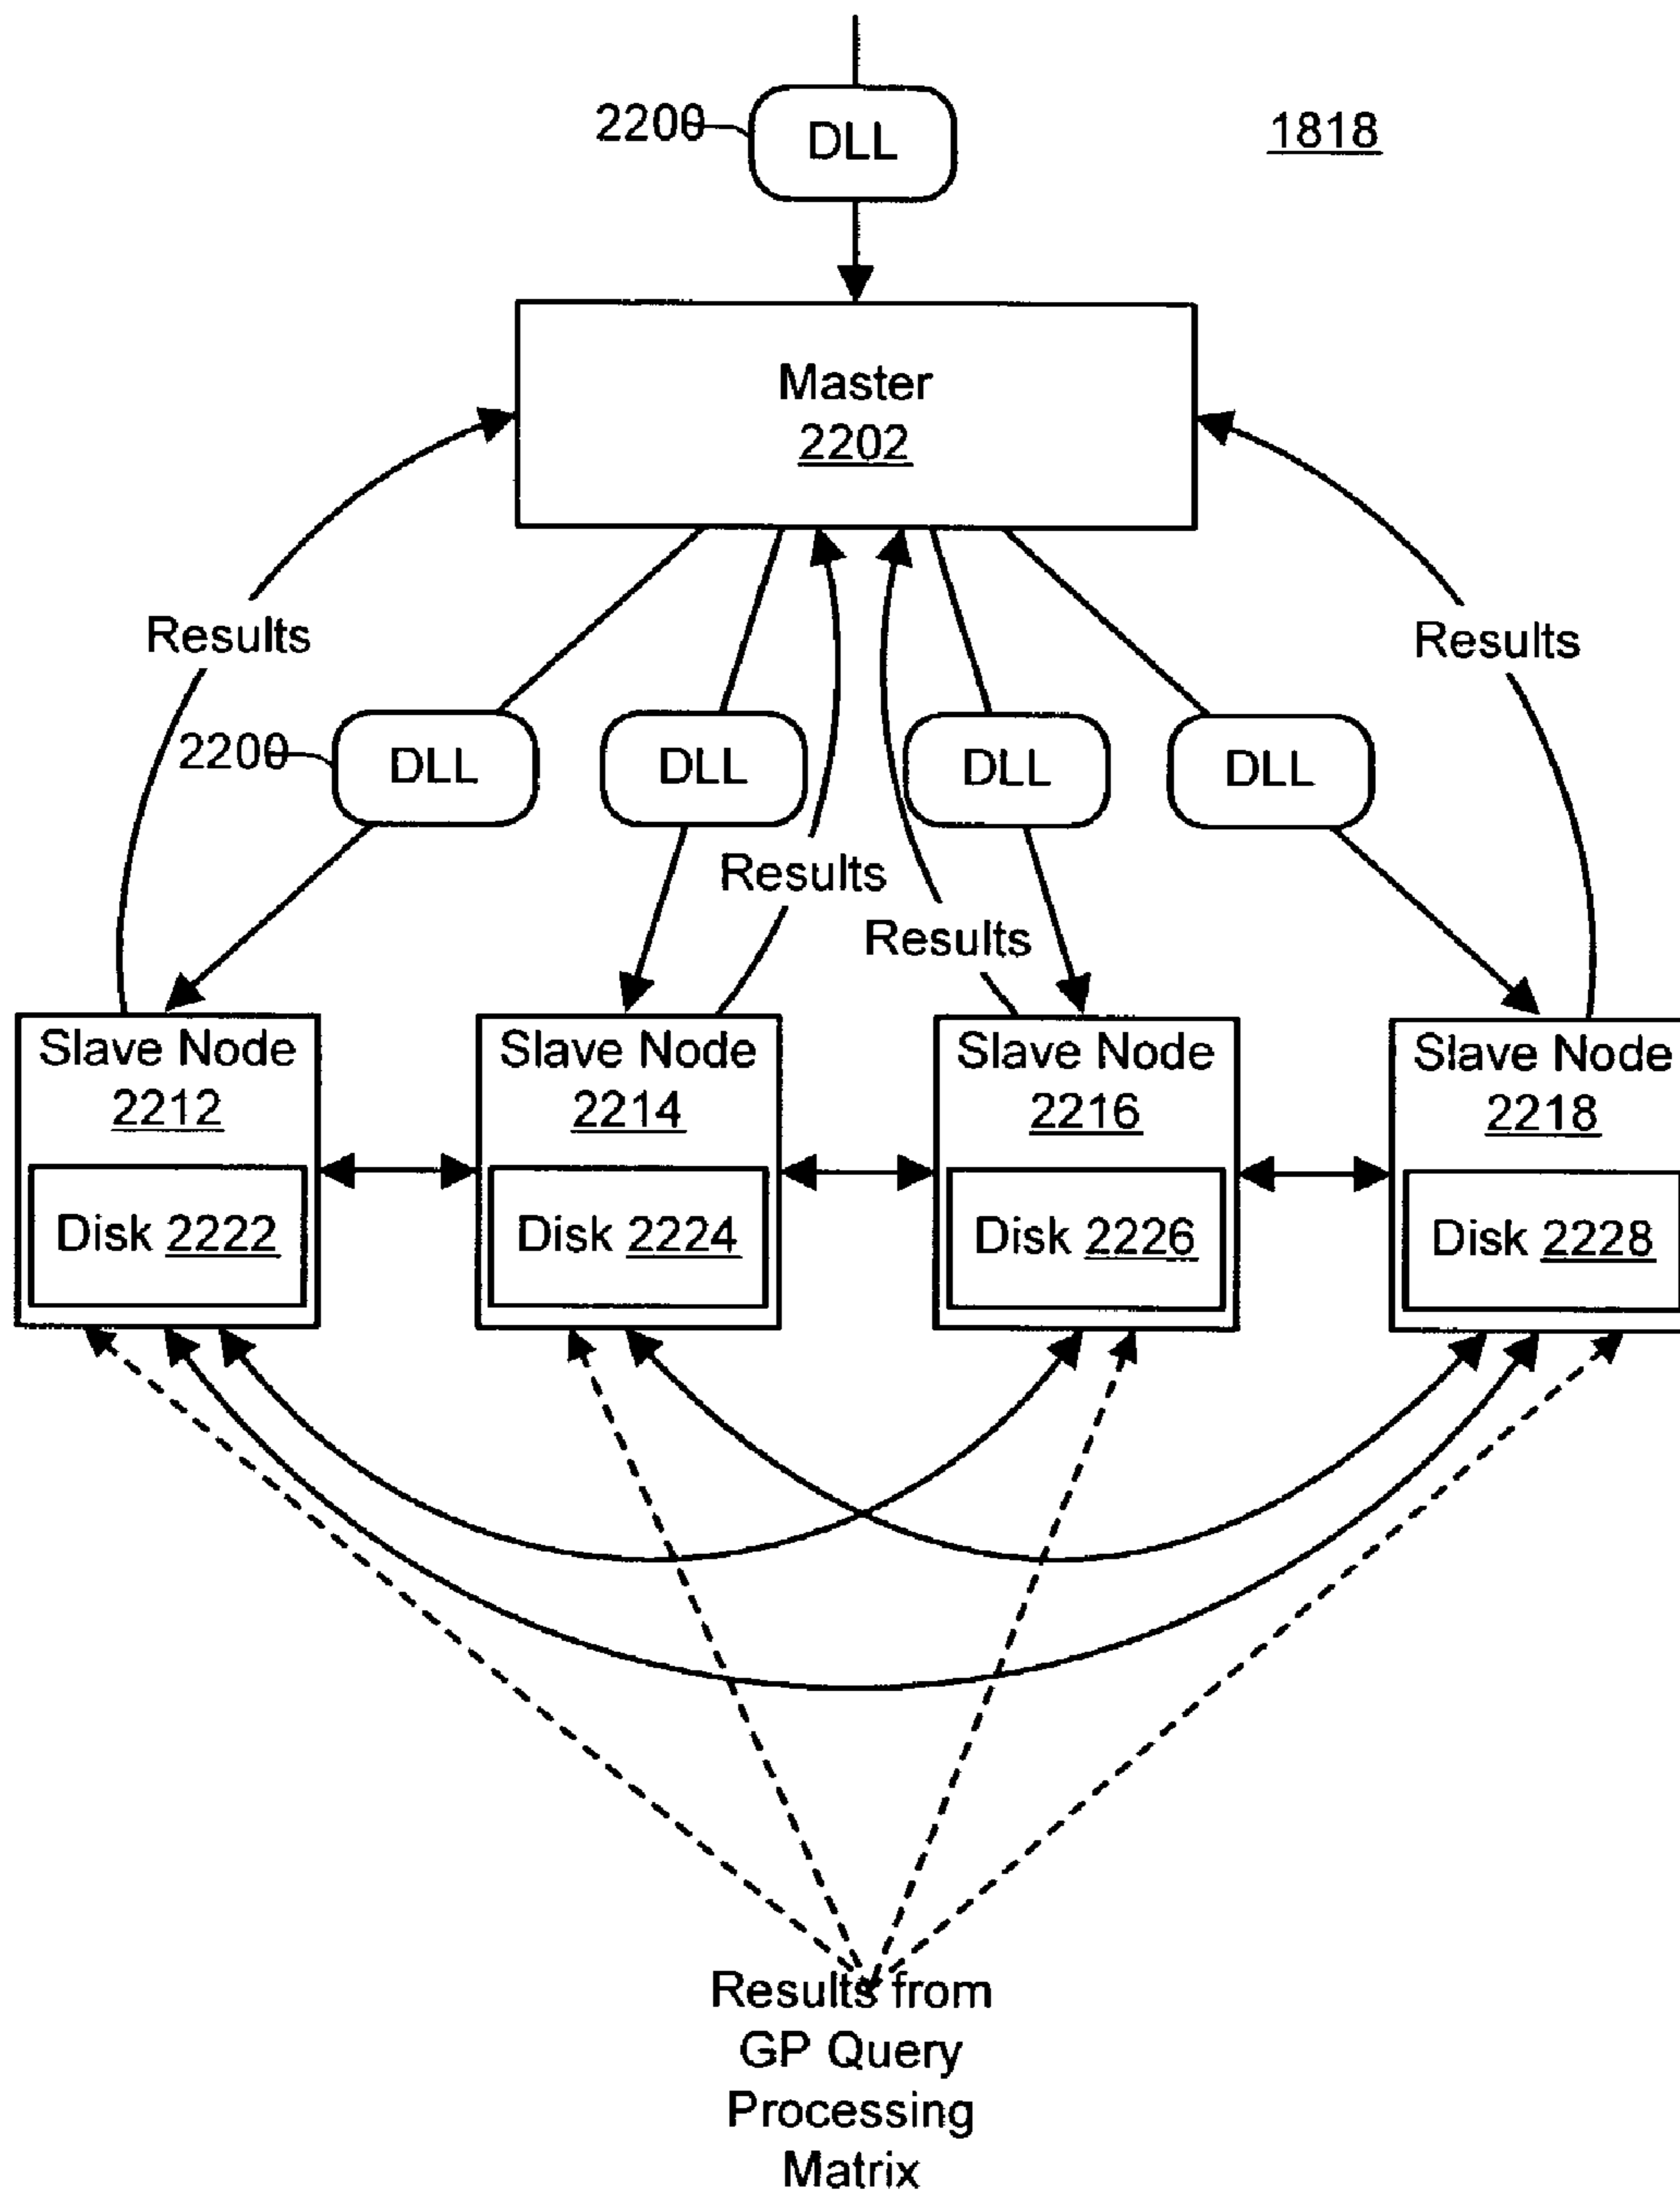 2200
DLL
1818
Master
2202
Results
Results
2200
DLL
DLL
DLL
DLL
Results
Results
Slave Node
2212
Disk 2222
Slave Node
2214
Disk 2224
Slave Node
2216
Disk 2226
Slave Node
2218
Disk 2228
Results from
GP Query
Processing
Matrix